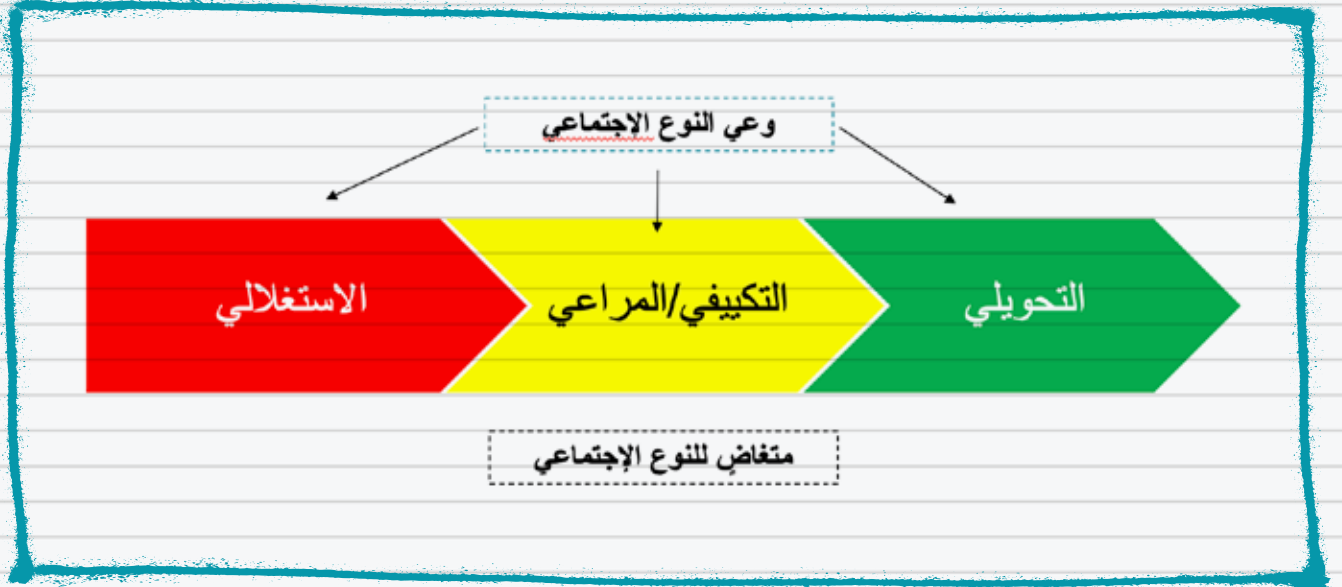 وعي النوع الإجتماعي
الاستغلالي
التكييفي/المراعي
التحويلي
متغاضٍ للنوع الإجتماعي